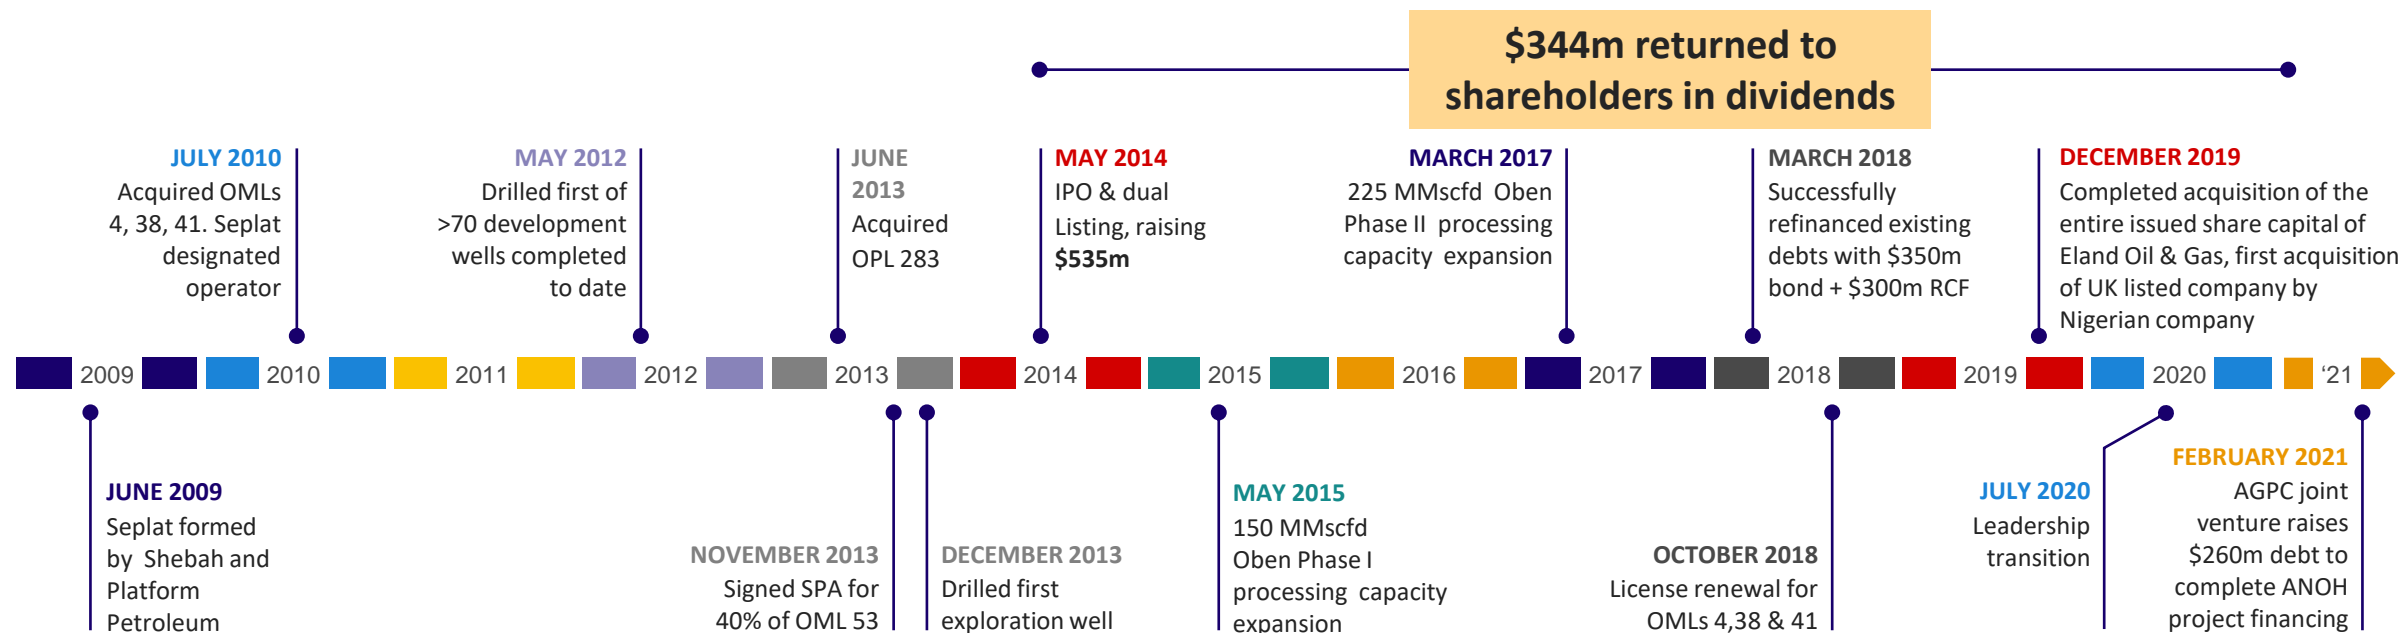 $344m returned to
shareholders in dividends
JULY 2010
Acquired OMLs
4, 38, 41. Seplat
designated
operator
MAY 2012
Drilled first of
>70 development
wells completed
to date
JUNE
2013
Acquired
OPL 283
MAY 2014
IPO & dual
Listing, raising
$535m
MARCH 2017
225 MMscfd Oben
Phase II processing
capacity expansion
MARCH 2018
Successfully
refinanced existing
debts with $350m
bond + $300m RCF
DECEMBER 2019
Completed acquisition of the
entire issued share capital of
Eland Oil & Gas, first acquisition
of UK listed company by
Nigerian company
2009 2010 2011 2012 2013 2014 2015 2016 2017 2018 2019 2020 ‘21
JUNE 2009
Seplat formed
by Shebah and
Platform
Petroleum
NOVEMBER 2013
Signed SPA for
40% of OML 53
DECEMBER 2013
Drilled first
exploration well
MAY 2015
150 MMscfd
Oben Phase I
processing capacity
expansion
OCTOBER 2018
License renewal for
OMLs 4,38 & 41
JULY 2020
Leadership
transition
FEBRUARY 2021
AGPC joint
venture raises
$260m debt to
complete ANOH
project financing